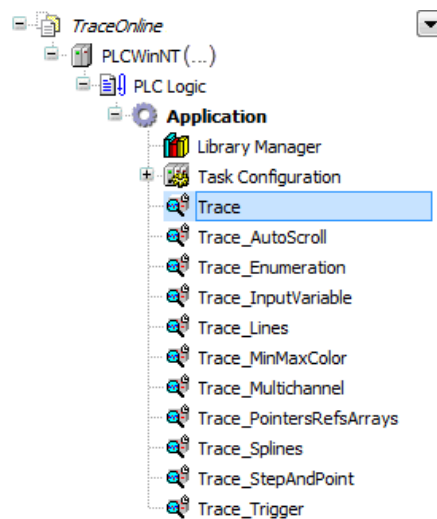 TraceOnline
PLCWinNT (...)
PLC Logic
Application
Library Manager
Task Configuration
Trace
Trace_AutoScroll
Trace_Enumeration
Trace_InputVariable
Trace_Lines
Trace_MinMaxColor
Trace_Multichannel
Trace_PointersRefsArrays
Trace_Splines
Trace_StepAndPoint
Trace_Trigger